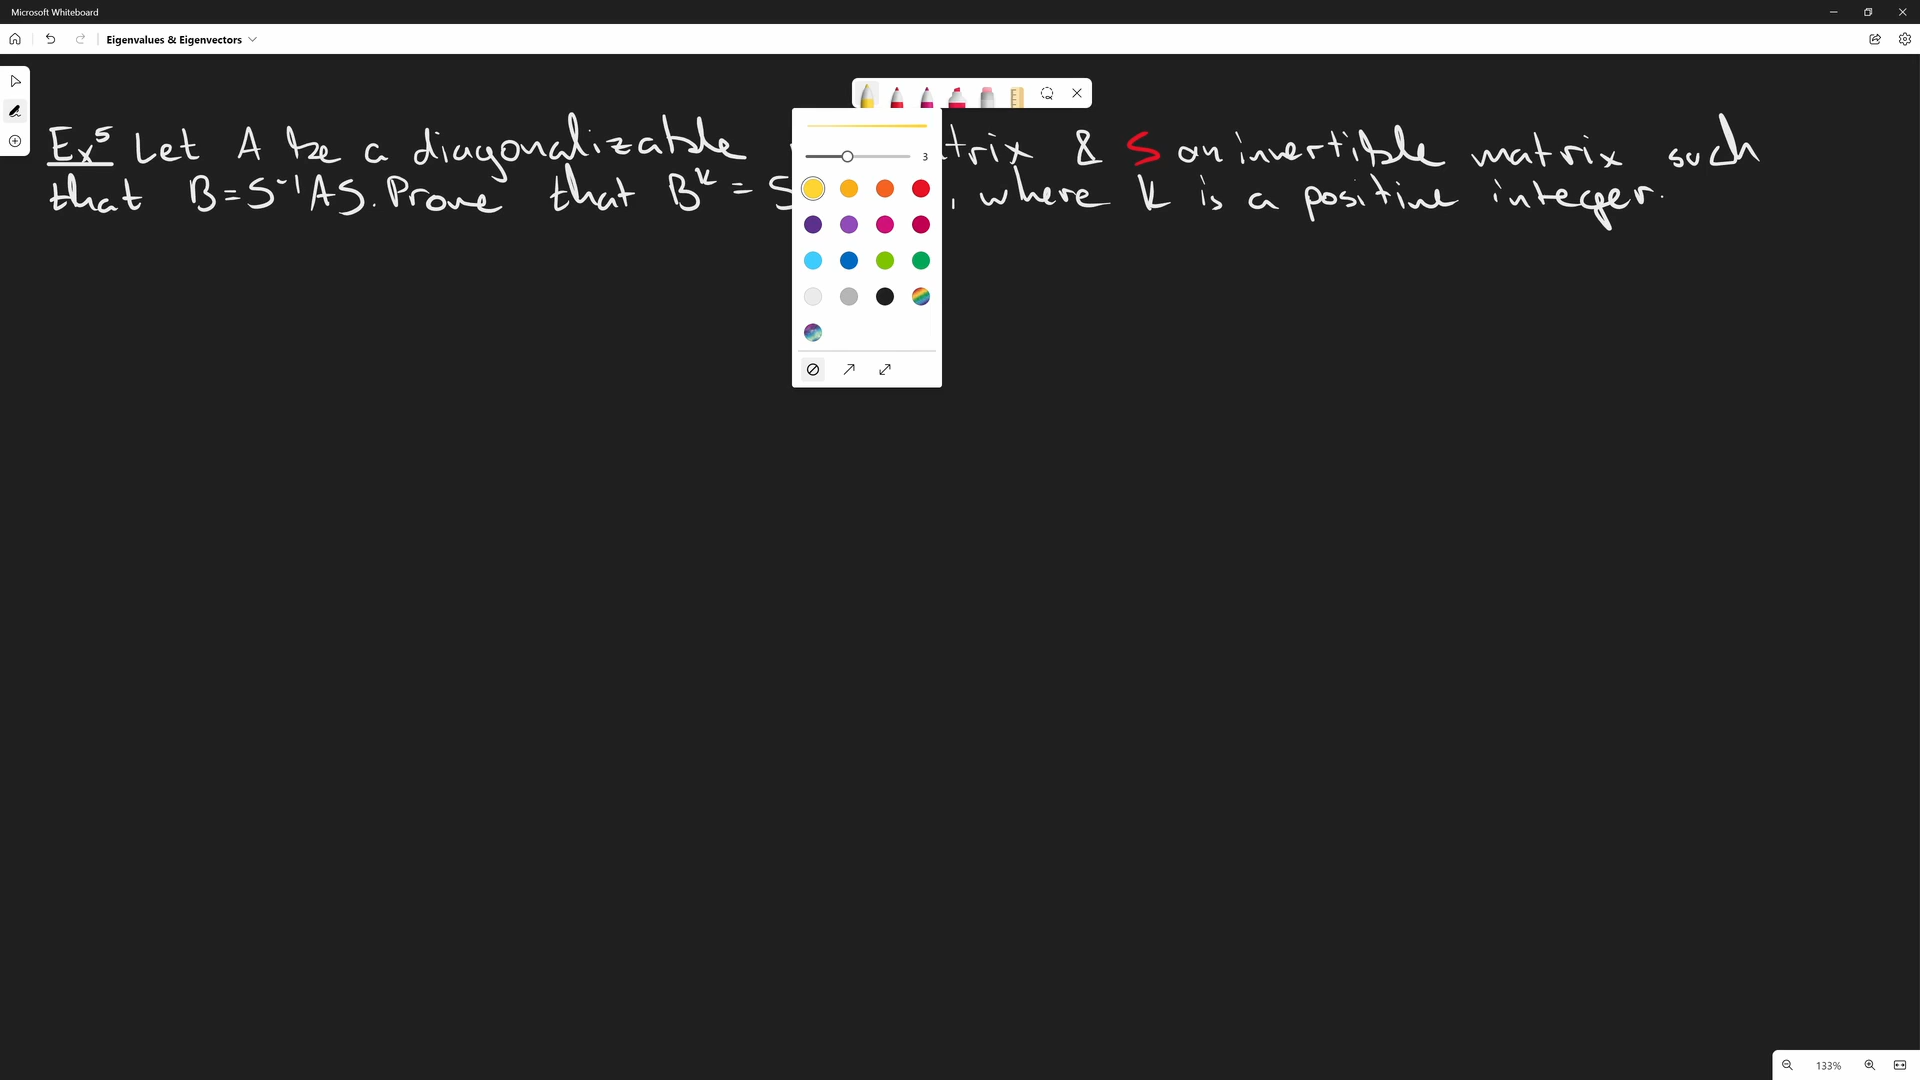 Microsoft Whiteboard
Eigenvalues & Eigenvectors
3
Ex5 Let A be a diagonalizable trix & S an invertible matrix such
that B=S⁻¹AS. Prove that Bᵏ = S , where k is a positive integer.
133%